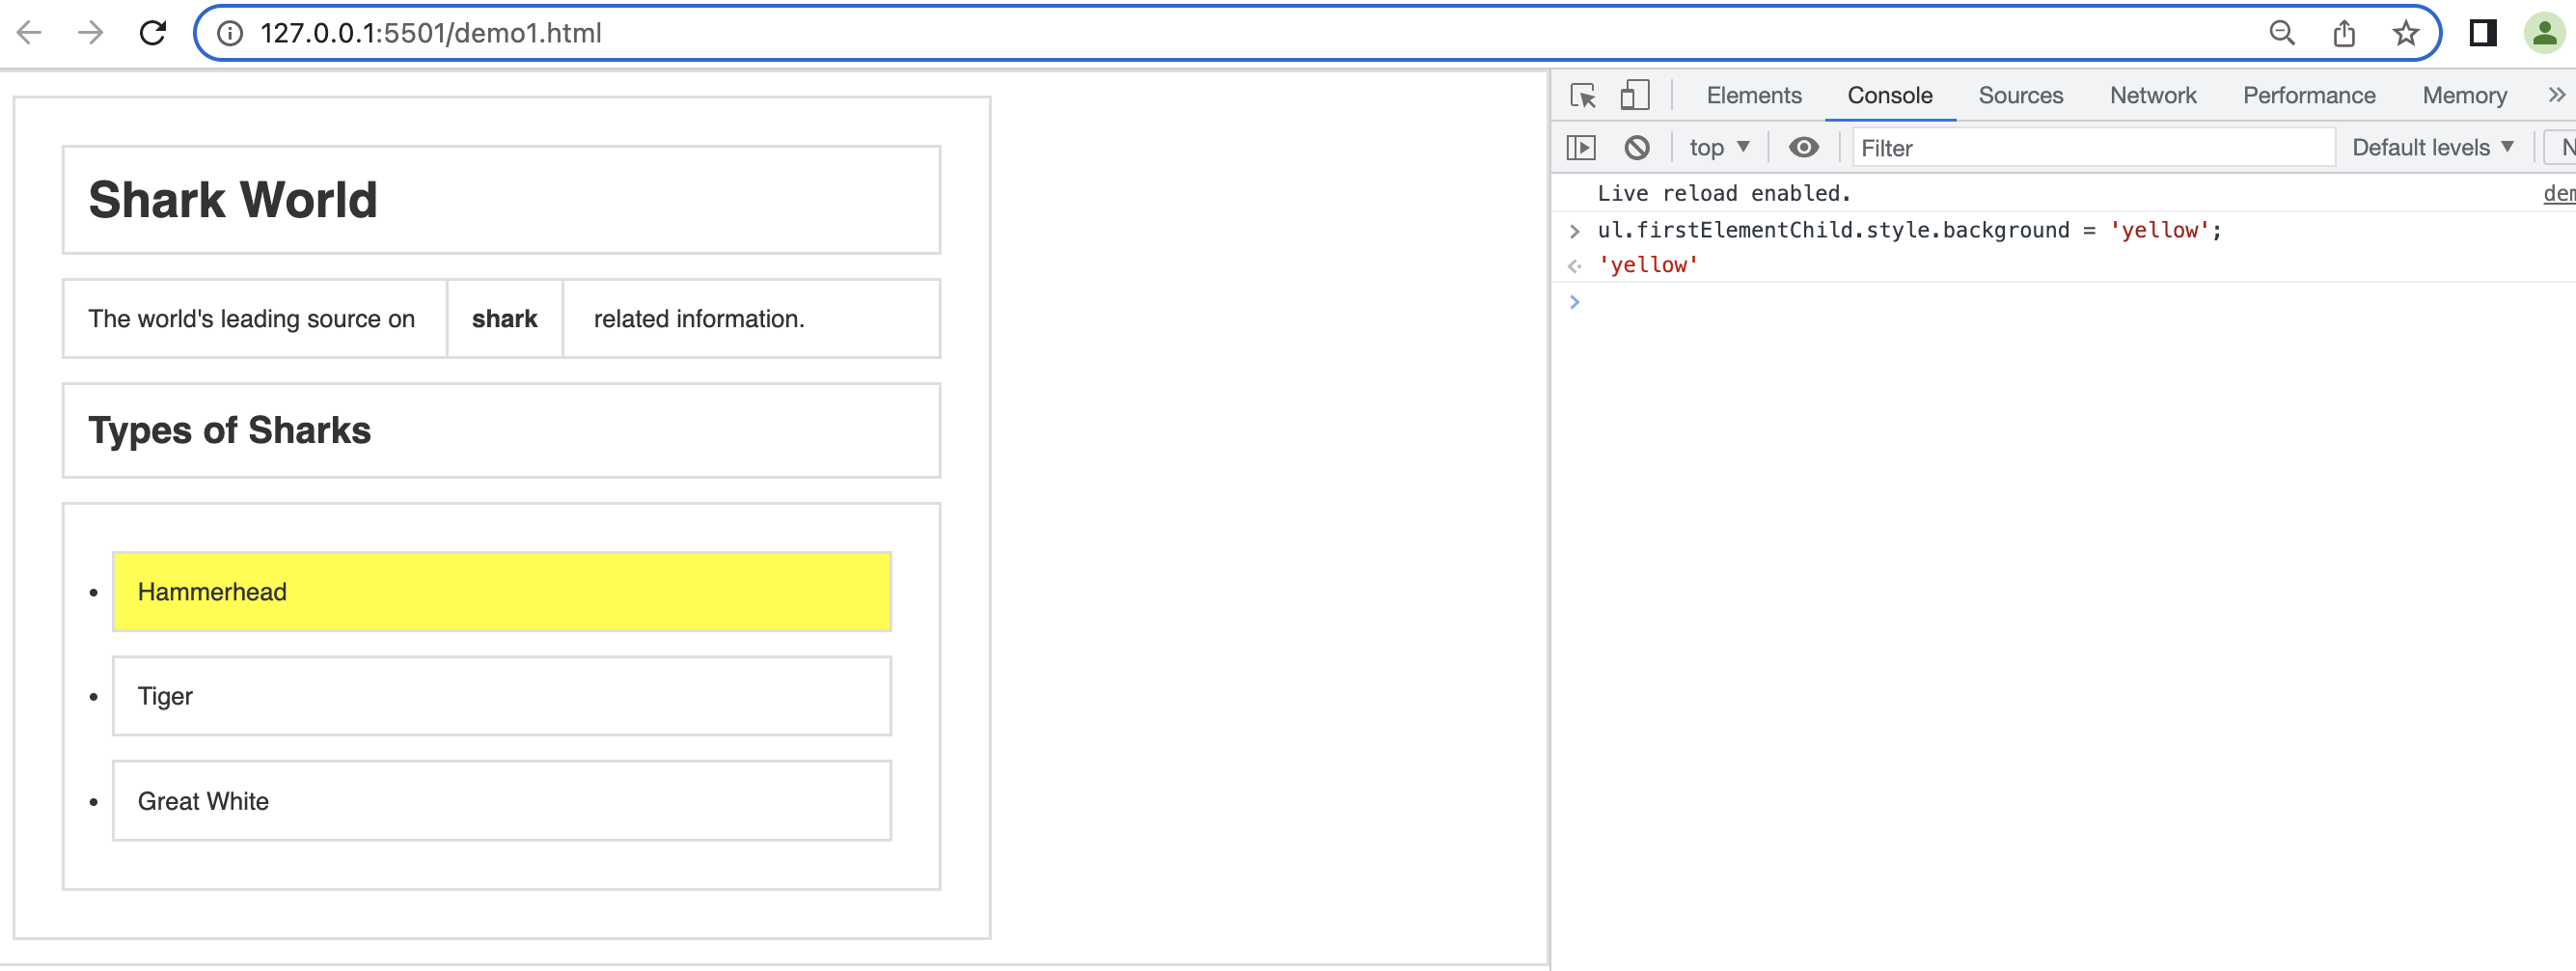 127.0.0.1:5501/demo1.html
Shark World
The world's leading source on shark related information.
Types of Sharks
• Hammerhead
• Tiger
• Great White
Elements Console Sources Network Performance Memory »
top ▼ Filter Default levels ▼ N
Live reload enabled. dem
> ul.firstElementChild.style.background = 'yellow';
<· 'yellow'
>